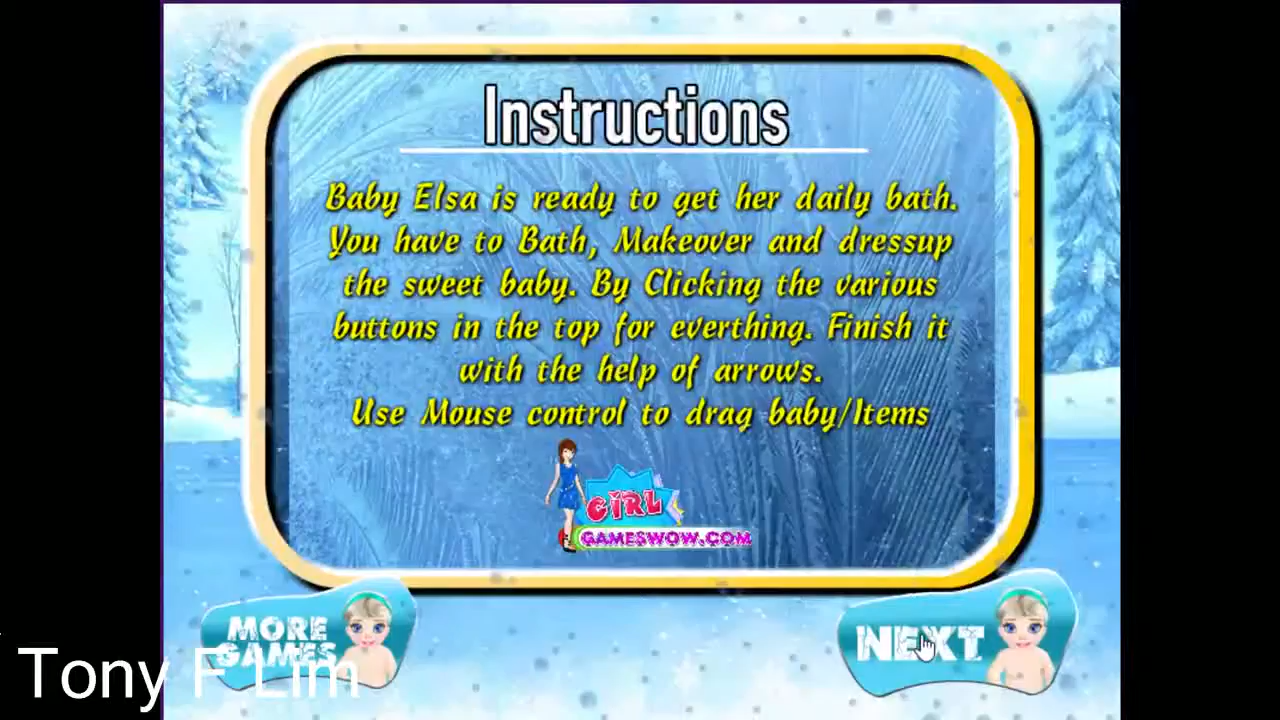 Instructions
Baby Elsa is ready to get her daily bath.
You have to Bath, Makeover and dressup
the sweet baby. By Clicking the various
buttons in the top for everthing. Finish it
with the help of arrows.
Use Mouse control to drag baby/Items
GIRL
GAMESWOW.COM
MORE
GAMES
NEXT
Tony F Lim